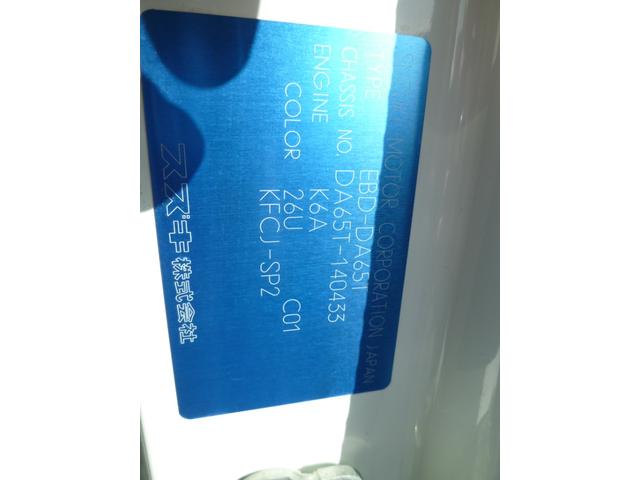 SUZUKI MOTOR CORPORATION JAPAN
TYPE EBD-DA65T
CHASSIS NO. DA65T-140433
ENGINE K6A
COLOR 26U C01
KFCJ-SP2
スズキ株式会社